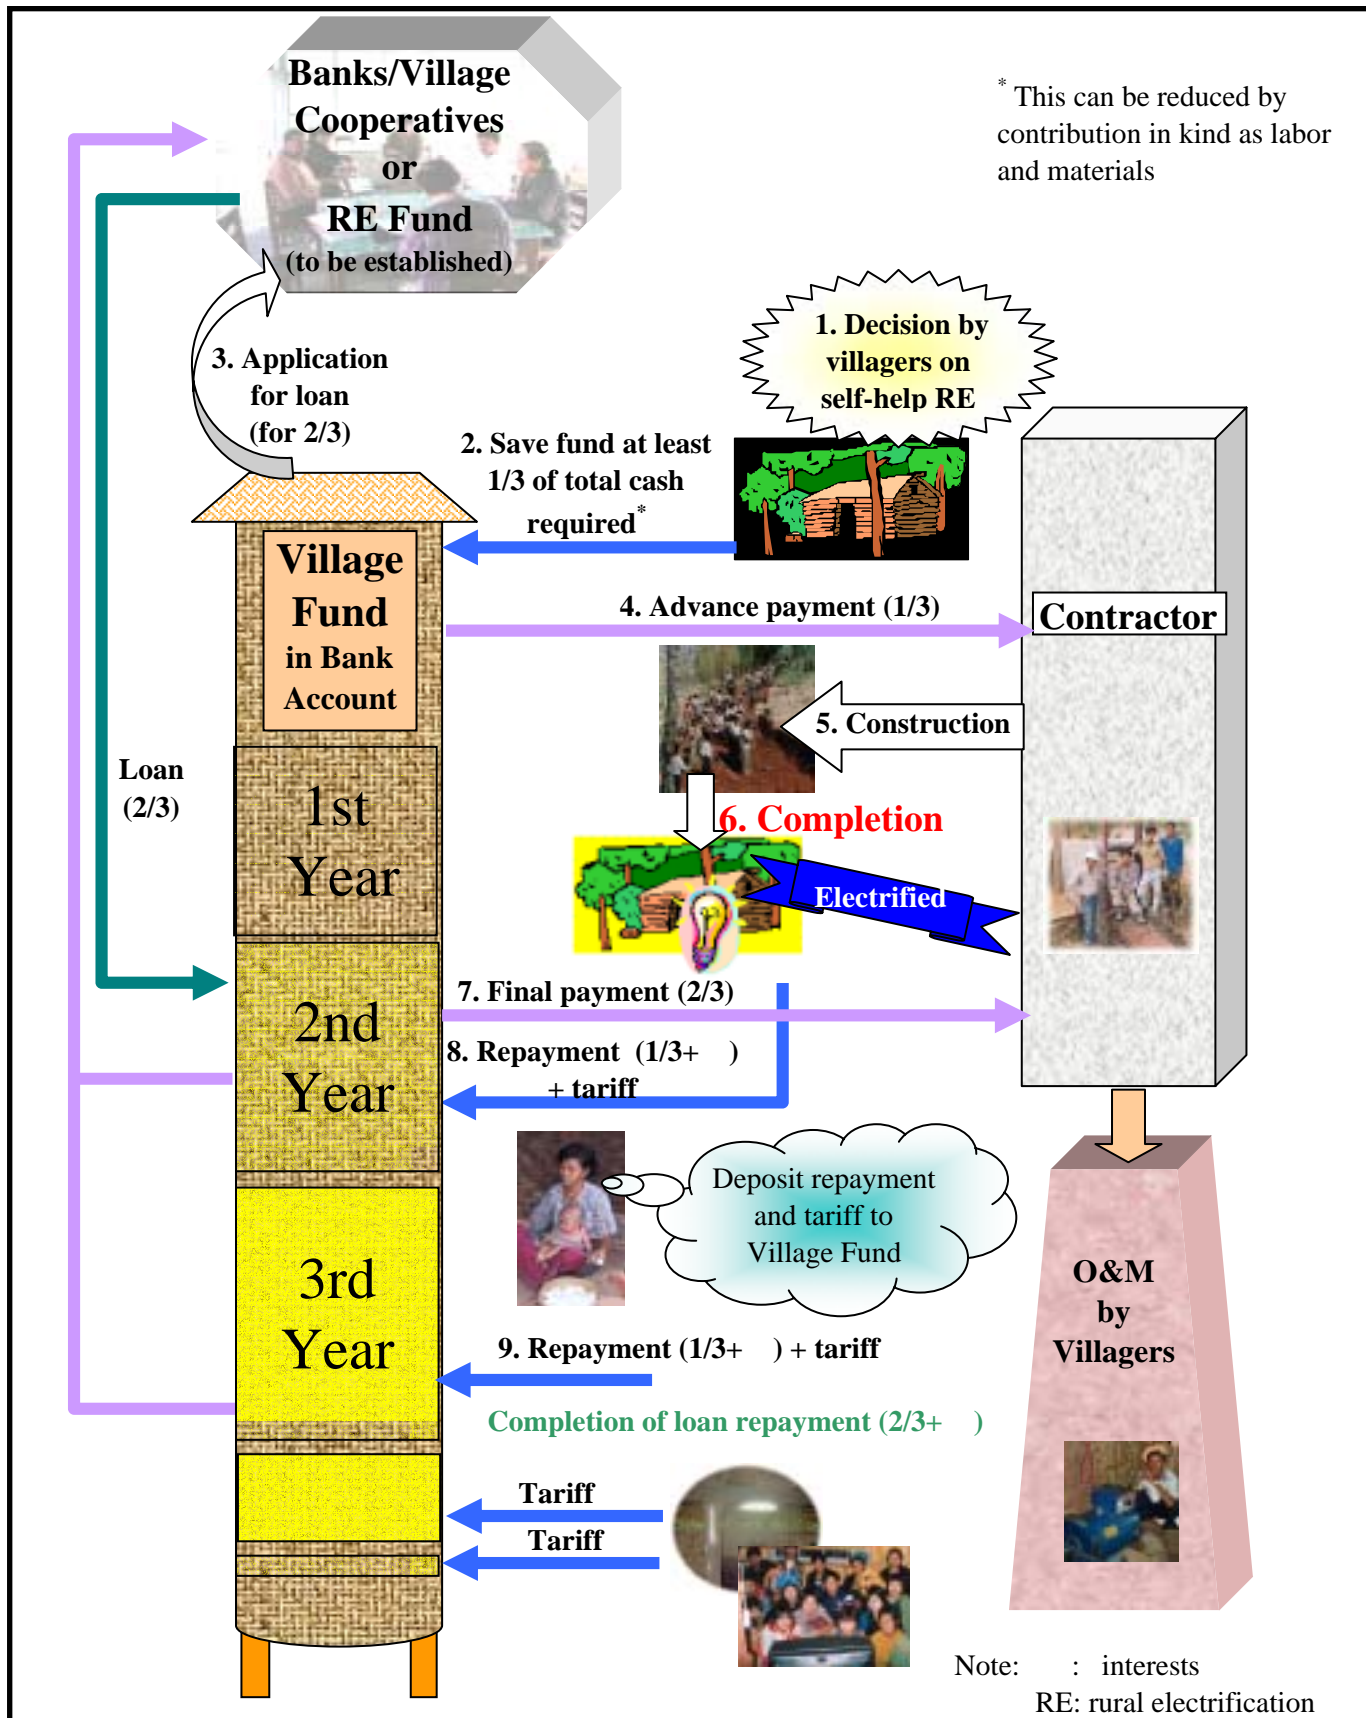 Banks/Village
Cooperatives
or
RE Fund
(to be established)
* This can be reduced by
contribution in kind as labor
and materials
1. Decision by
villagers on
self-help RE
3. Application
for loan
(for 2/3)
2. Save fund at least
1/3 of total cash
required*
Village
Fund
in Bank
Account
4. Advance payment (1/3)
Contractor
5. Construction
Loan
(2/3)
1st
Year
6. Completion
Electrified
2nd
Year
7. Final payment (2/3)
8. Repayment (1/3+ )
+ tariff
Deposit repayment
and tariff to
Village Fund
3rd
Year
O&M
by
Villagers
9. Repayment (1/3+ ) + tariff
Completion of loan repayment (2/3+ )
Tariff
Tariff
Note: : interests
RE: rural electrification